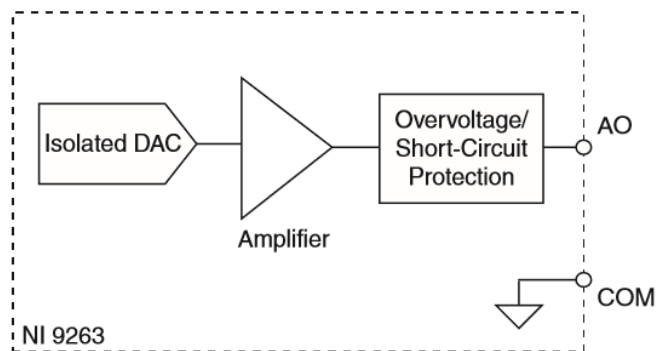 Isolated DAC
Amplifier
Overvoltage/
Short-Circuit
Protection
AO
COM
NI 9263